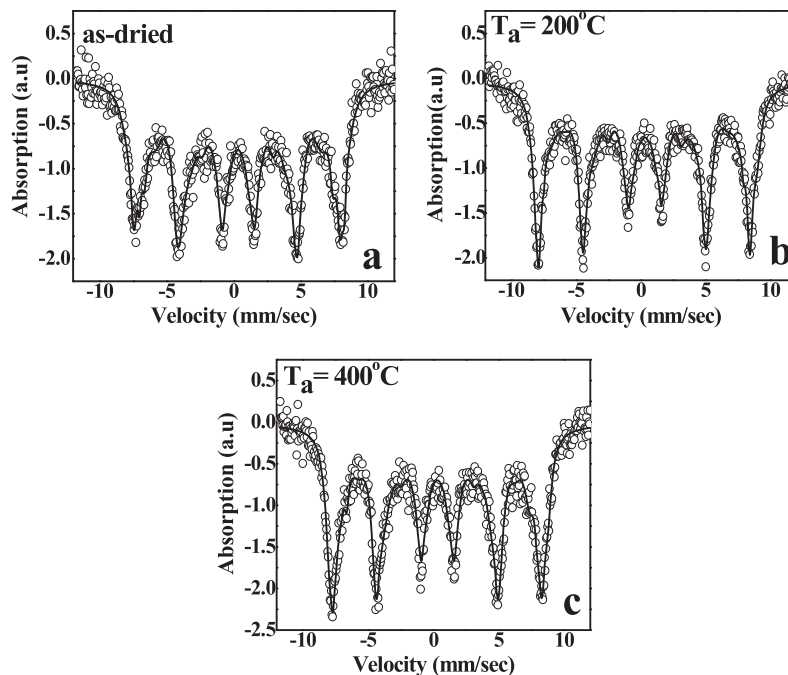 as-dried
Absorption (a.u)
0.5
0.0
-0.5
-1.0
-1.5
-2.0
-10 -5 0 5 10
Velocity (mm/sec)
a
Ta= 200oC
Absorption(a.u)
0.5
0.0
-0.5
-1.0
-1.5
-2.0
-10 -5 0 5 10
Velocity (mm/sec)
b
Ta= 400oC
Absorption (a.u)
0.5
0.0
-0.5
-1.0
-1.5
-2.0
-2.5
-10 -5 0 5 10
Velocity (mm/sec)
c